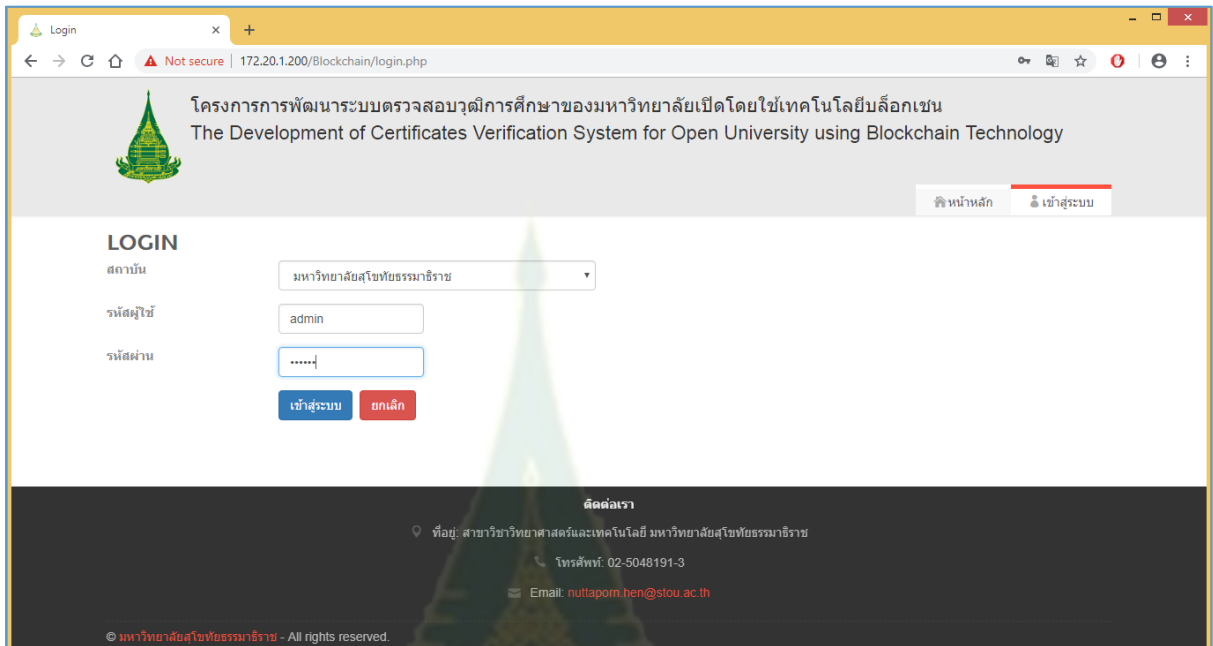 Login
Not secure | 172.20.1.200/Blockchain/login.php
โครงการการพัฒนาระบบตรวจสอบวุฒิการศึกษาของมหาวิทยาลัยเปิดโดยใช้เทคโนโลยีบล็อกเชน
The Development of Certificates Verification System for Open University using Blockchain Technology
หน้าหลัก เข้าสู่ระบบ
LOGIN
สถาบัน มหาวิทยาลัยสุโขทัยธรรมาธิราช
รหัสผู้ใช้ admin
รหัสผ่าน ••••••
เข้าสู่ระบบ ยกเลิก
ติดต่อเรา
ที่อยู่: สาขาวิชาวิทยาศาสตร์และเทคโนโลยี มหาวิทยาลัยสุโขทัยธรรมาธิราช
โทรศัพท์: 02-5048191-3
Email: nuttaporn.hen@stou.ac.th
© มหาวิทยาลัยสุโขทัยธรรมาธิราช - All rights reserved.